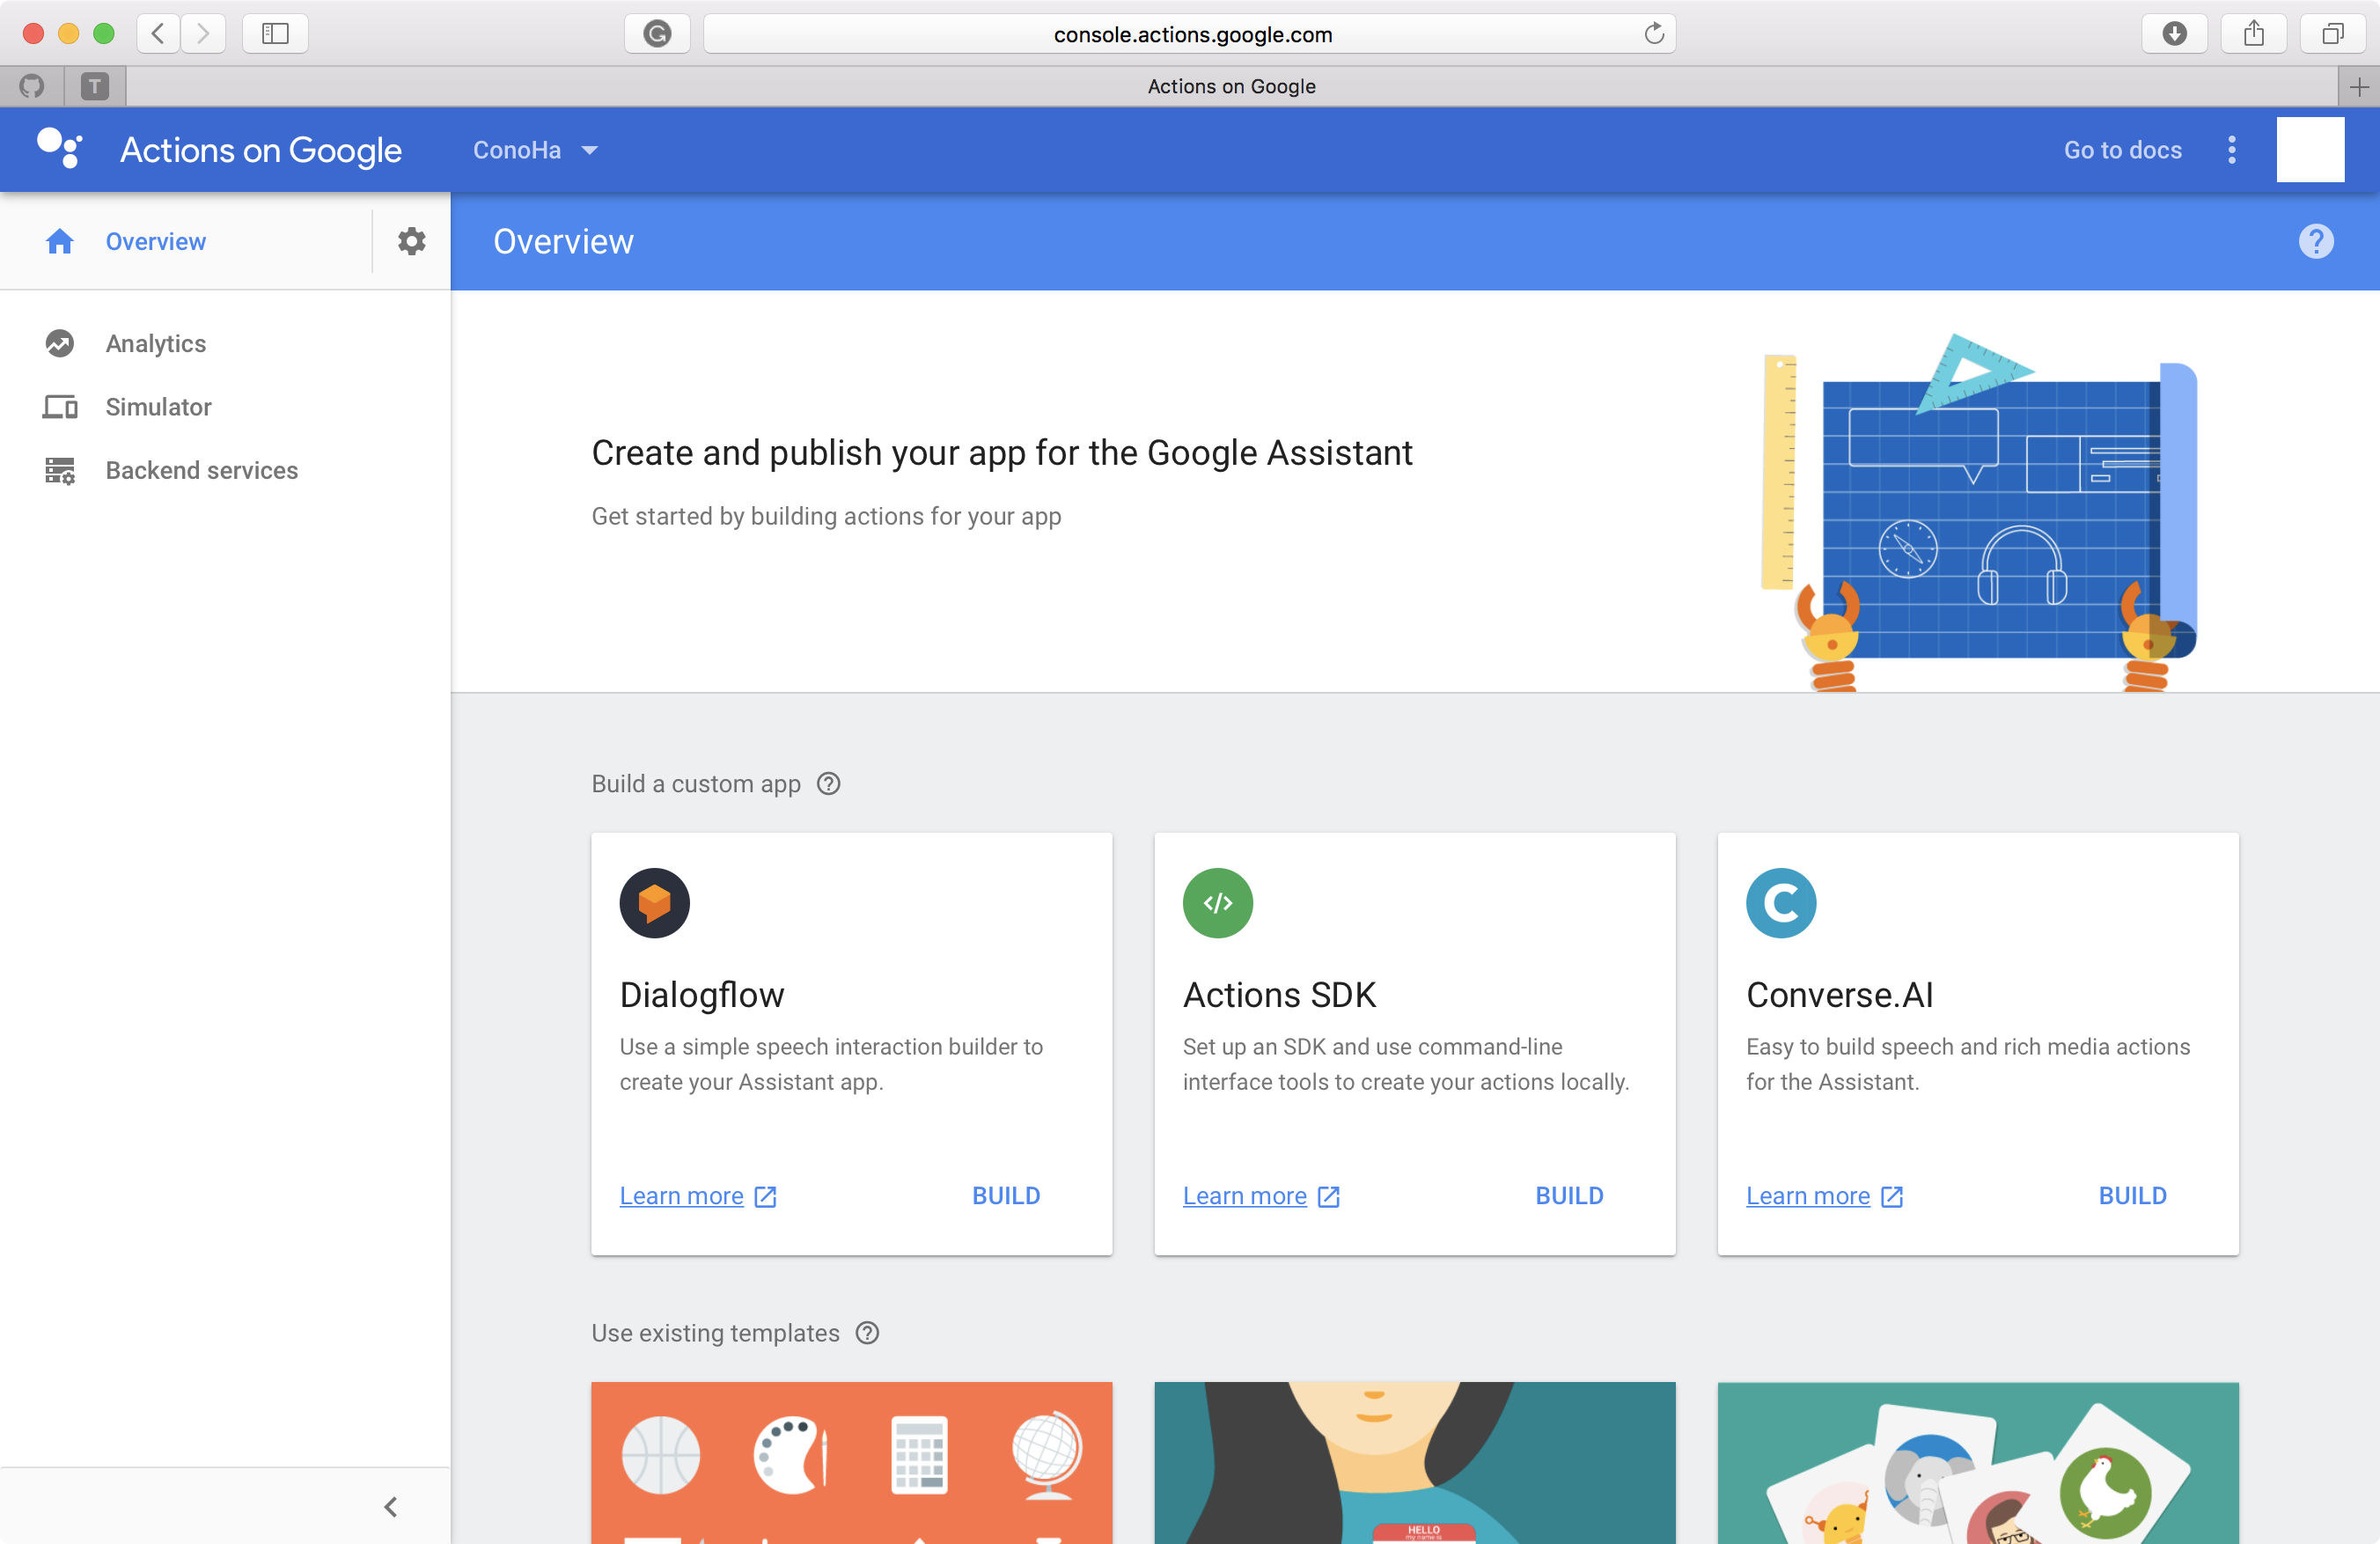 console.actions.google.com
T
Actions on Google
Actions on Google
ConoHa
Go to docs
Overview
Overview
Analytics
Simulator
Backend services
Create and publish your app for the Google Assistant
Get started by building actions for your app
Build a custom app
Dialogflow
Use a simple speech interaction builder to
create your Assistant app.
Learn more
BUILD
Actions SDK
Set up an SDK and use command-line
interface tools to create your actions locally.
Learn more
BUILD
Converse.AI
Easy to build speech and rich media actions
for the Assistant.
Learn more
BUILD
Use existing templates
HELLO
my name is